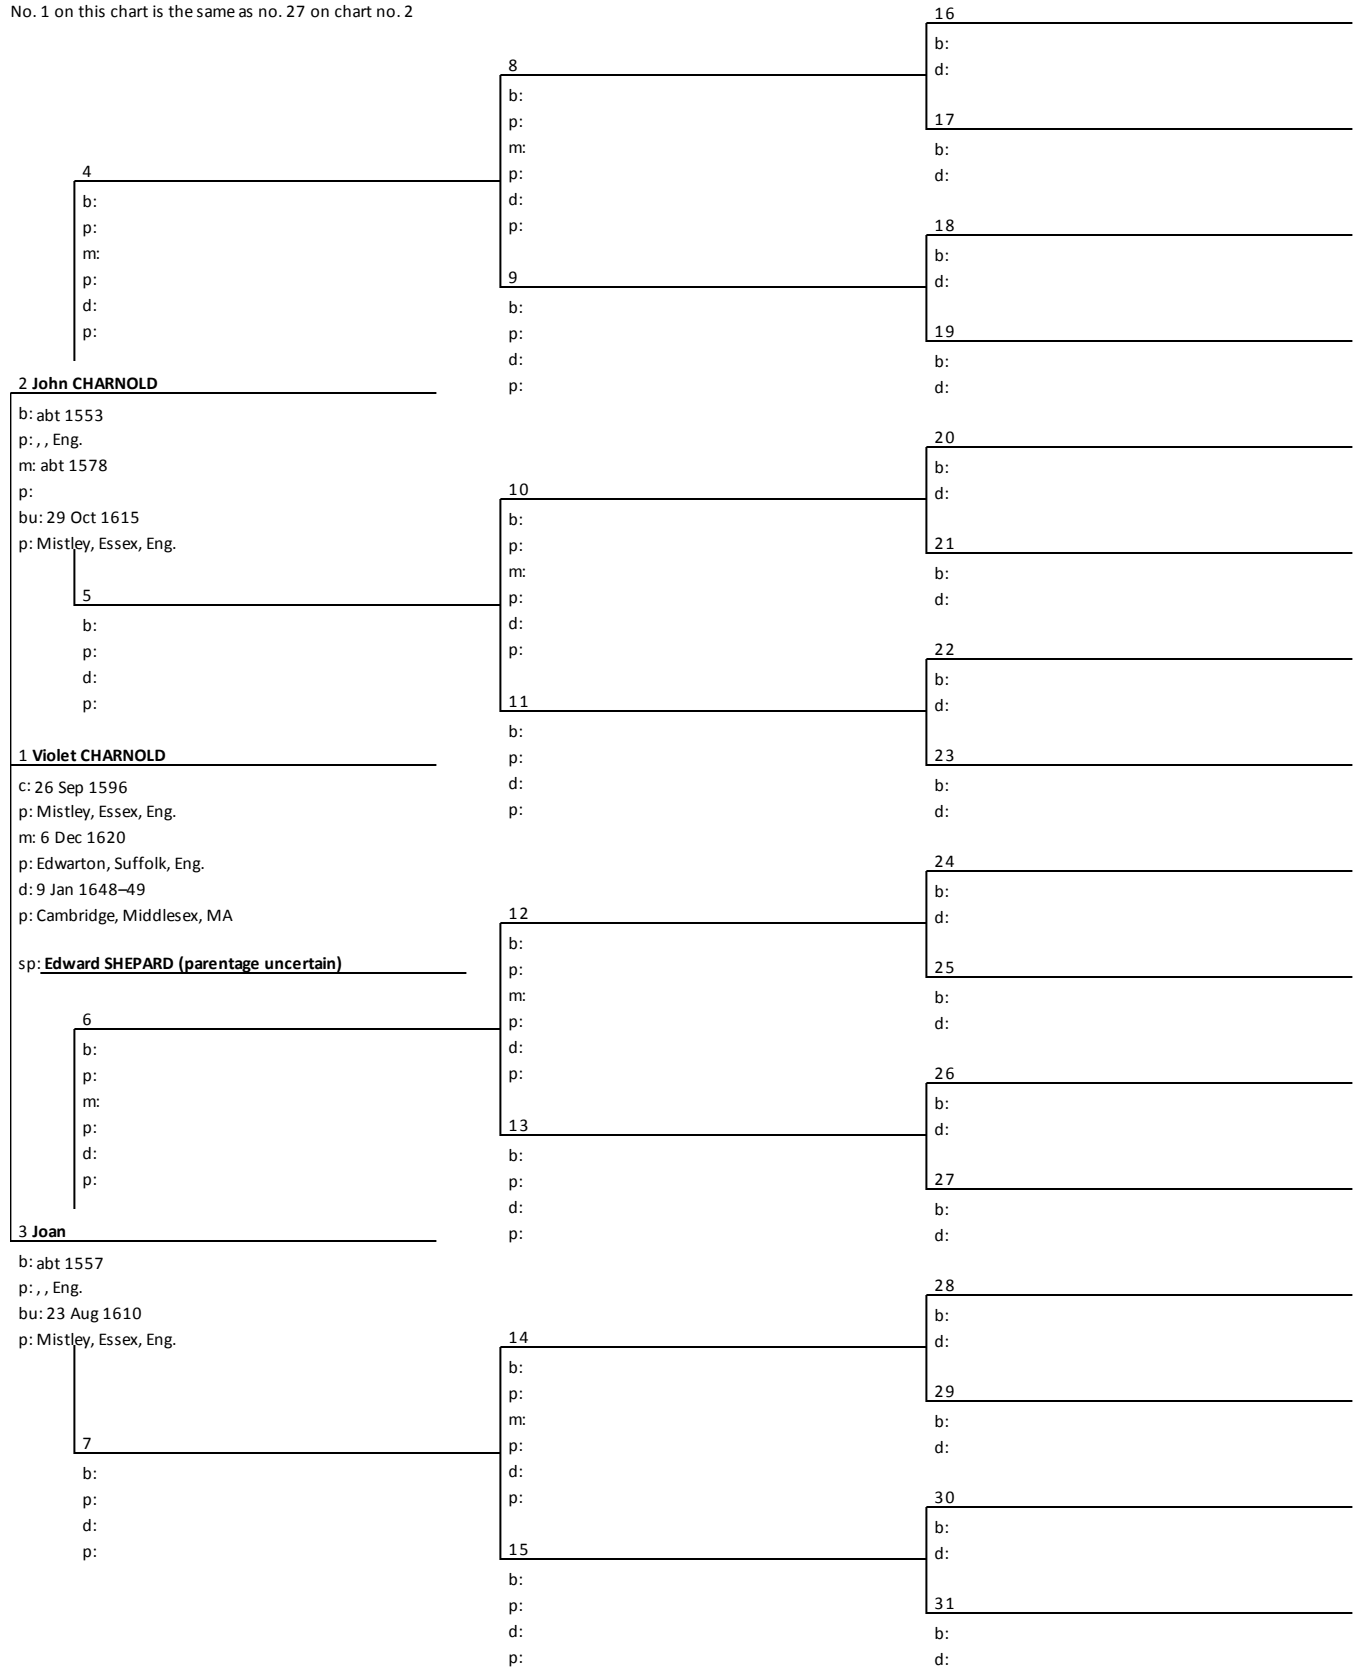 No. 1 on this chart is the same as no. 27 on chart no. 2
4
b:
p:
m:
p:
d:
p:
2 John CHARNOLD
b: abt 1553
p: , , Eng.
m: abt 1578
p:
bu: 29 Oct 1615
p: Mistley, Essex, Eng.
5
b:
p:
d:
p:
1 Violet CHARNOLD
c: 26 Sep 1596
p: Mistley, Essex, Eng.
m: 6 Dec 1620
p: Edwarton, Suffolk, Eng.
d: 9 Jan 1648–49
p: Cambridge, Middlesex, MA
sp: Edward SHEPARD (parentage uncertain)
6
b:
p:
m:
p:
d:
p:
3 Joan
b: abt 1557
p: , , Eng.
bu: 23 Aug 1610
p: Mistley, Essex, Eng.
7
b:
p:
d:
p:
8
b:
p:
m:
p:
d:
p:
9
b:
p:
d:
p:
10
b:
p:
m:
p:
d:
p:
11
b:
p:
d:
p:
12
b:
p:
m:
p:
d:
p:
13
b:
p:
d:
p:
14
b:
p:
m:
p:
d:
p:
15
b:
p:
d:
p:
16
b:
d:
17
b:
d:
18
b:
d:
19
b:
d:
20
b:
d:
21
b:
d:
22
b:
d:
23
b:
d:
24
b:
d:
25
b:
d:
26
b:
d:
27
b:
d:
28
b:
d:
29
b:
d:
30
b:
d:
31
b:
d: